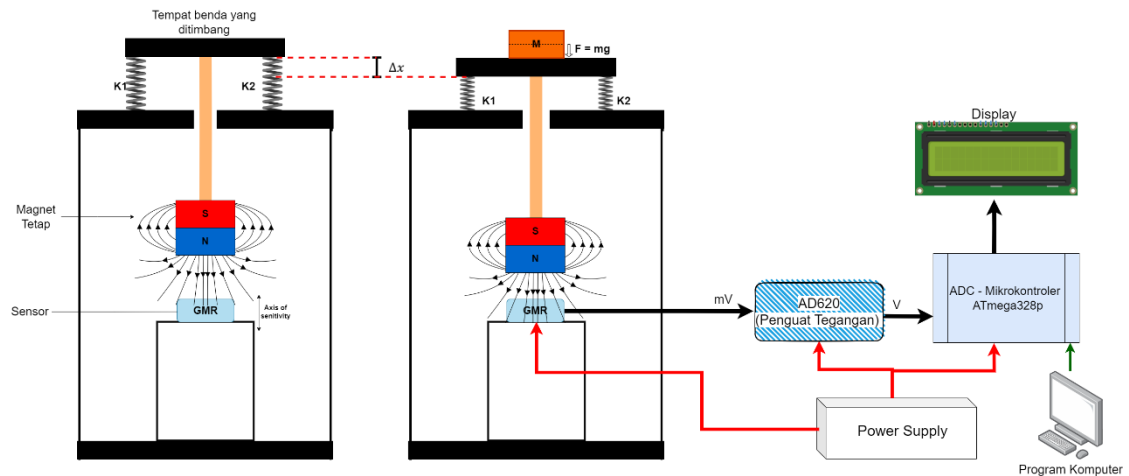 Tempat benda yang
ditimbang
K1
K2
Δx
M
F = mg
K1
K2
Magnet
Tetap
S
N
S
N
Sensor
GMR
Axis of
senitivity
GMR
mV
AD620
(Penguat Tegangan)
V
ADC - Mikrokontroler
ATmega328p
Display
Power Supply
Program Komputer